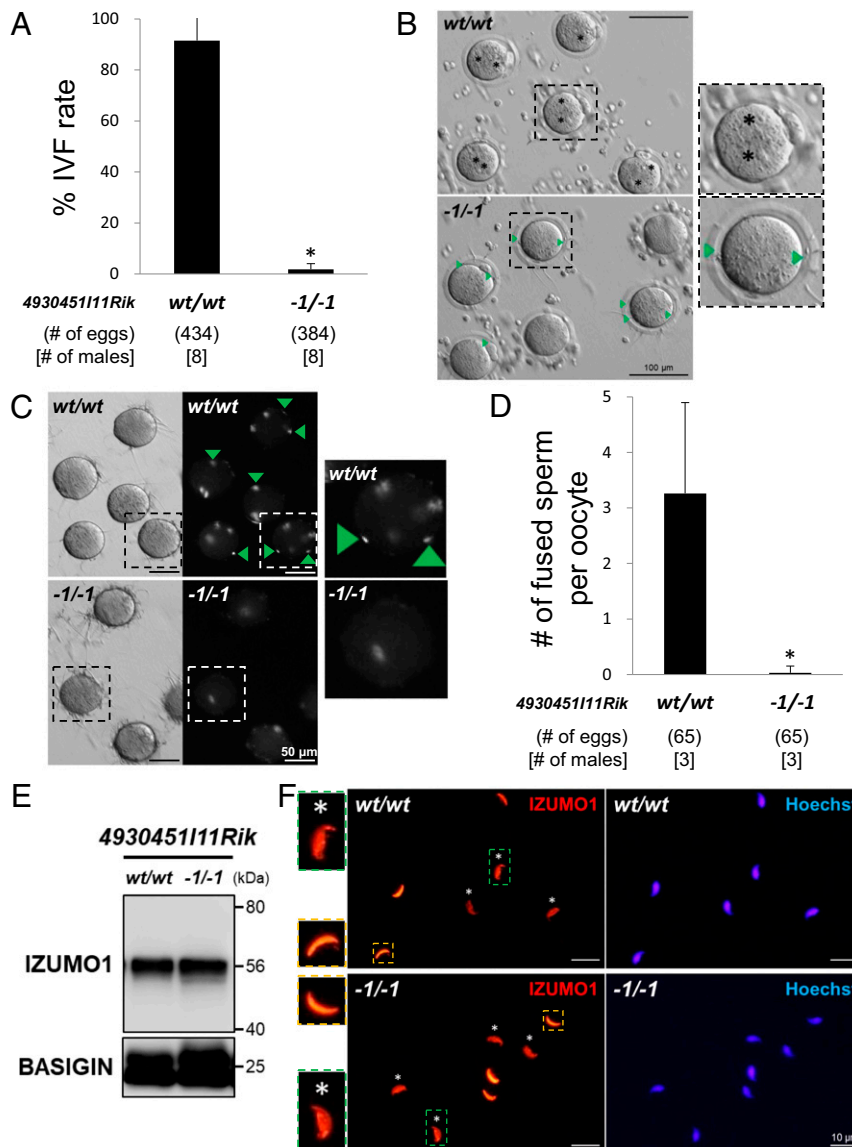 A
% IVF rate
100
80
60
40
20
0
*
4930451I11Rik wt/wt -1/-1
(# of eggs) (434) (384)
[# of males] [8] [8]
B
wt/wt
* * * * * * * * *
* *
-1/-1
100 µm
C
wt/wt wt/wt
wt/wt
-1/-1 -1/-1
-1/-1
50 µm
D
# of fused sperm
per oocyte
5
4
3
2
1
0
*
4930451I11Rik wt/wt -1/-1
(# of eggs) (65) (65)
[# of males] [3] [3]
E
4930451I11Rik
wt/wt -1/-1 (kDa)
80
IZUMO1 56
40
BASIGIN 25
F
* wt/wt IZUMO1 wt/wt Hoechst
* * *
-1/-1 IZUMO1 -1/-1 Hoechst
* * * *
*
10 µm